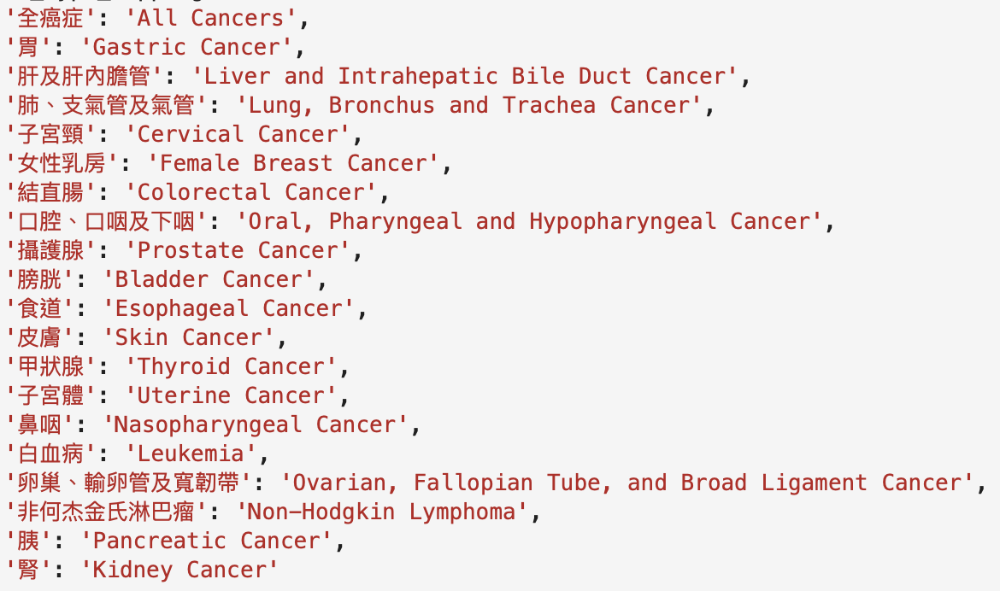 '全癌症': 'All Cancers',
'胃': 'Gastric Cancer',
'肝及肝內膽管': 'Liver and Intrahepatic Bile Duct Cancer',
'肺、支氣管及氣管': 'Lung, Bronchus and Trachea Cancer',
'子宮頸': 'Cervical Cancer',
'女性乳房': 'Female Breast Cancer',
'結直腸': 'Colorectal Cancer',
'口腔、口咽及下咽': 'Oral, Pharyngeal and Hypopharyngeal Cancer',
'攝護腺': 'Prostate Cancer',
'膀胱': 'Bladder Cancer',
'食道': 'Esophageal Cancer',
'皮膚': 'Skin Cancer',
'甲狀腺': 'Thyroid Cancer',
'子宮體': 'Uterine Cancer',
'鼻咽': 'Nasopharyngeal Cancer',
'白血病': 'Leukemia',
'卵巢、輸卵管及寬韌帶': 'Ovarian, Fallopian Tube, and Broad Ligament Cancer',
'非何杰金氏淋巴瘤': 'Non-Hodgkin Lymphoma',
'胰': 'Pancreatic Cancer',
'腎': 'Kidney Cancer'